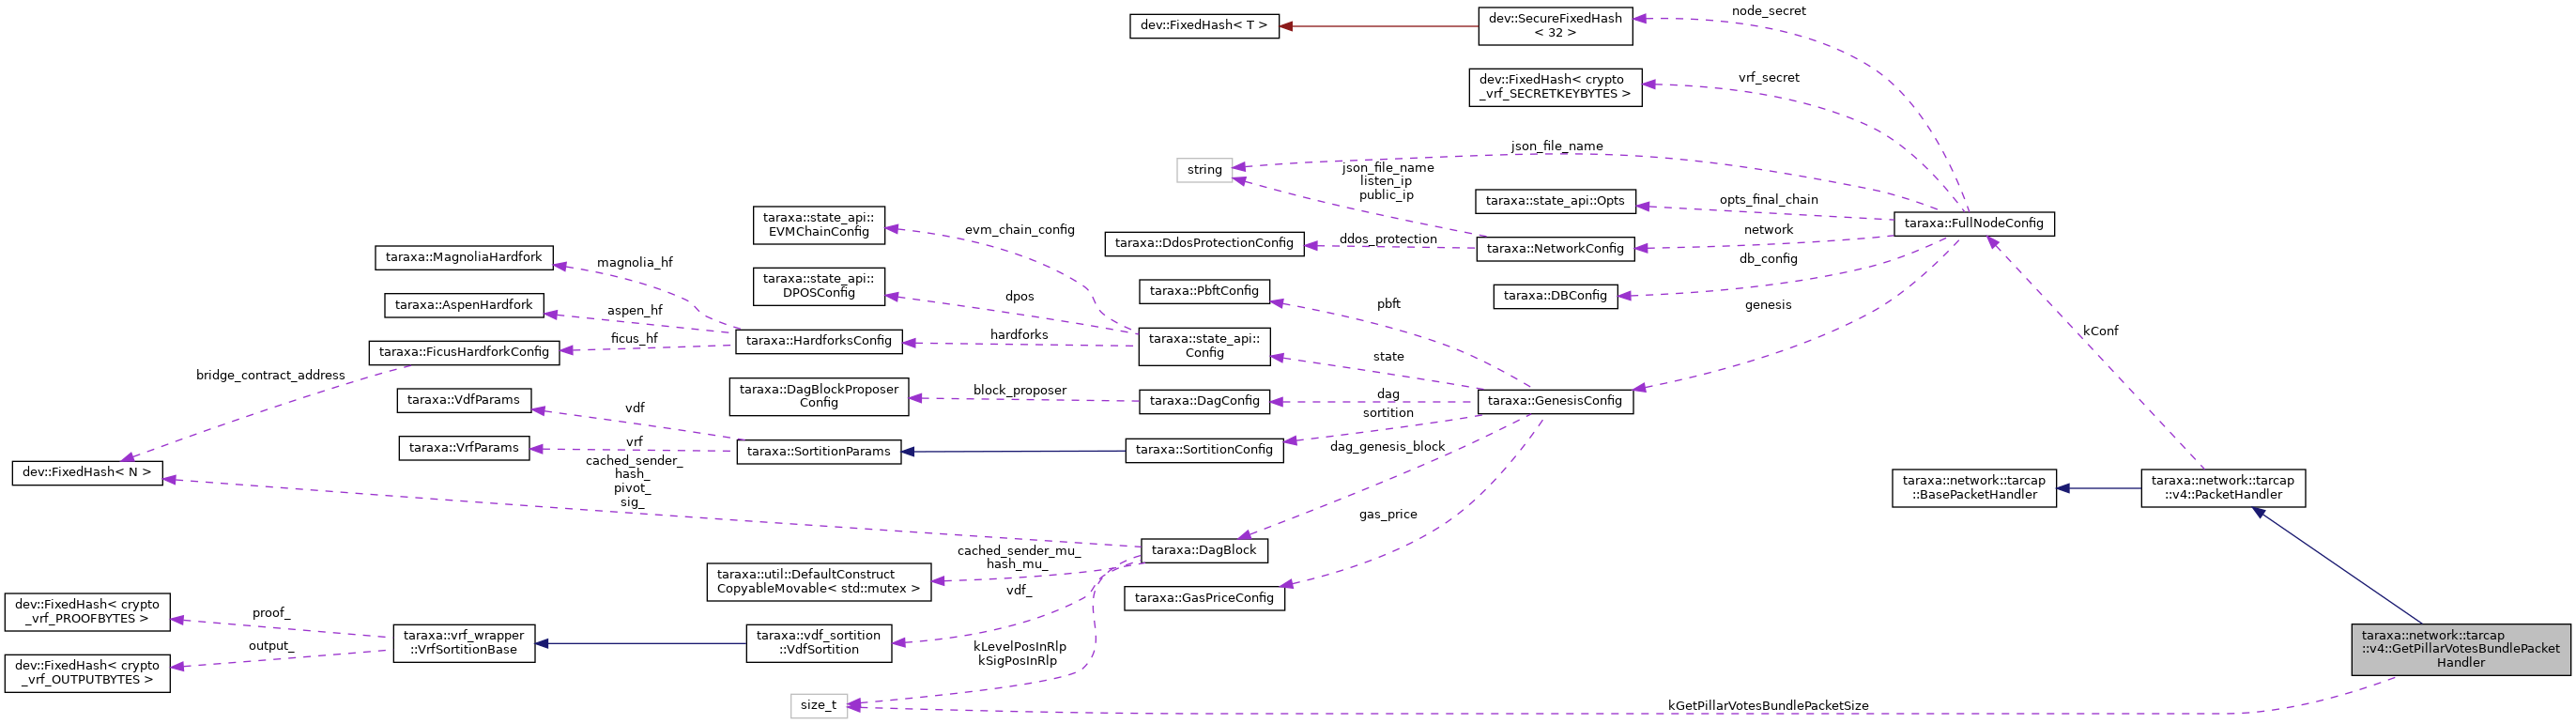 node_secret
dev::FixedHash< T >
dev::SecureFixedHash
< 32 >
vrf_secret
dev::FixedHash< crypto
_vrf_SECRETKEYBYTES >
json_file_name
string
json_file_name
listen_ip
public_ip
taraxa::state_api::Opts
opts_final_chain
taraxa::FullNodeConfig
taraxa::state_api::
EVMChainConfig
evm_chain_config
taraxa::DdosProtectionConfig
ddos_protection
taraxa::NetworkConfig
network
taraxa::MagnoliaHardfork
magnolia_hf
db_config
taraxa::state_api::
DPOSConfig
dpos
taraxa::PbftConfig
pbft
taraxa::DBConfig
genesis
taraxa::AspenHardfork
aspen_hf
kConf
taraxa::HardforksConfig
hardforks
taraxa::state_api::
Config
state
taraxa::FicusHardforkConfig
ficus_hf
bridge_contract_address
taraxa::DagBlockProposer
Config
block_proposer
taraxa::DagConfig
dag
taraxa::GenesisConfig
taraxa::VdfParams
vdf
sortition
taraxa::VrfParams
vrf
taraxa::SortitionParams
taraxa::SortitionConfig
dag_genesis_block
dev::FixedHash< N >
cached_sender_
hash_
pivot_
sig_
taraxa::network::tarcap
::BasePacketHandler
taraxa::network::tarcap
::v4::PacketHandler
gas_price
taraxa::DagBlock
cached_sender_mu_
hash_mu_
taraxa::util::DefaultConstruct
CopyableMovable< std::mutex >
vdf_
taraxa::GasPriceConfig
dev::FixedHash< crypto
_vrf_PROOFBYTES >
proof_
taraxa::vrf_wrapper
::VrfSortitionBase
taraxa::vdf_sortition
::VdfSortition
output_
dev::FixedHash< crypto
_vrf_OUTPUTBYTES >
kLevelPosInRlp
kSigPosInRlp
taraxa::network::tarcap
::v4::GetPillarVotesBundlePacket
Handler
size_t
kGetPillarVotesBundlePacketSize